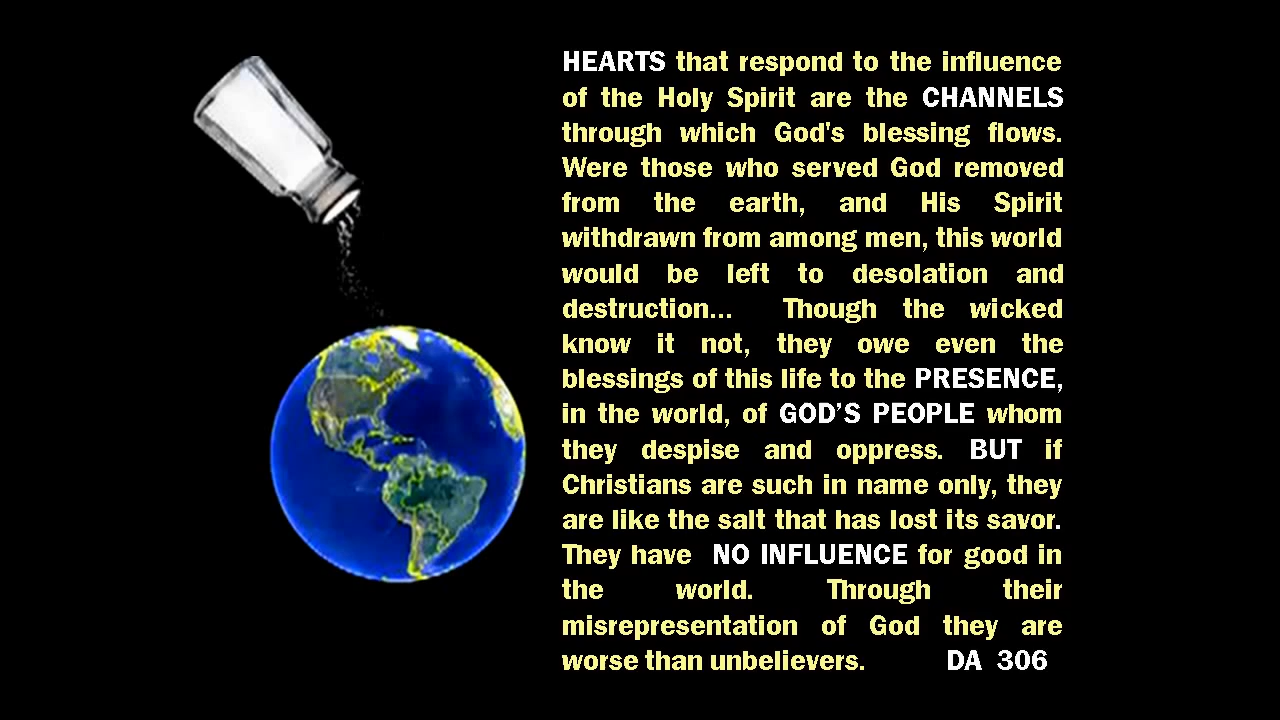 HEARTS that respond to the influence
of the Holy Spirit are the CHANNELS
through which God's blessing flows.
Were those who served God removed
from the earth, and His Spirit
withdrawn from among men, this world
would be left to desolation and
destruction... Though the wicked
know it not, they owe even the
blessings of this life to the PRESENCE,
in the world, of GOD’S PEOPLE whom
they despise and oppress. BUT if
Christians are such in name only, they
are like the salt that has lost its savor.
They have NO INFLUENCE for good in
the world. Through their
misrepresentation of God they are
worse than unbelievers. DA 306